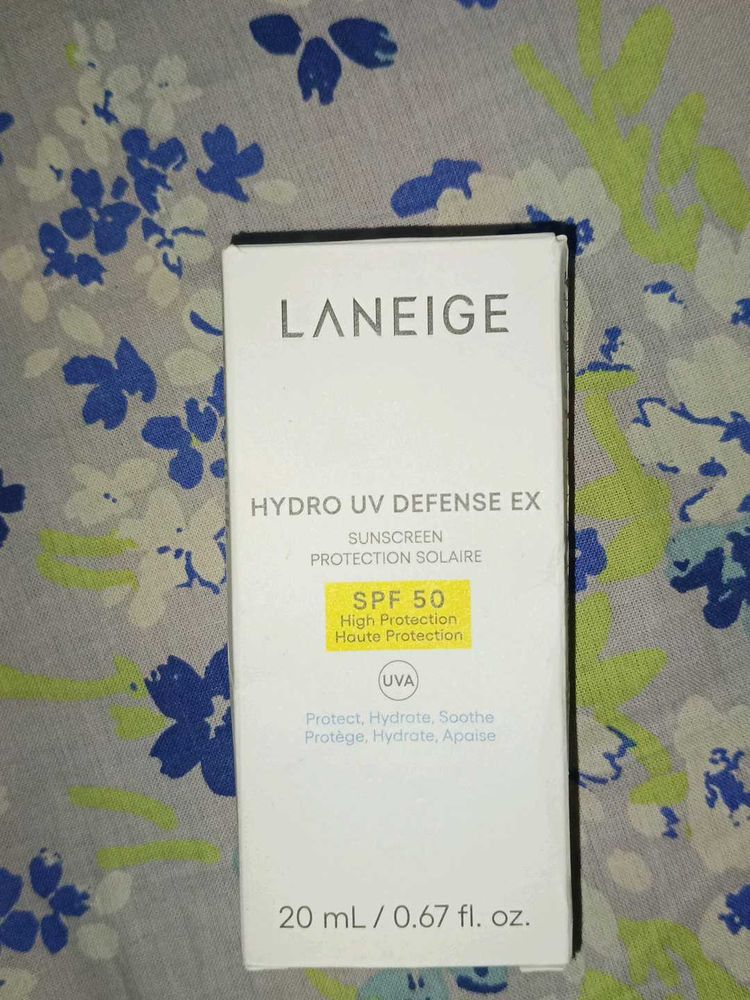 LANEIGE
HYDRO UV DEFENSE EX
SUNSCREEN
PROTECTION SOLAIRE
SPF 50
High Protection
Haute Protection
UVA
Protect, Hydrate, Soothe
Protège, Hydrate, Apaise
20 mL / 0.67 fl. oz.